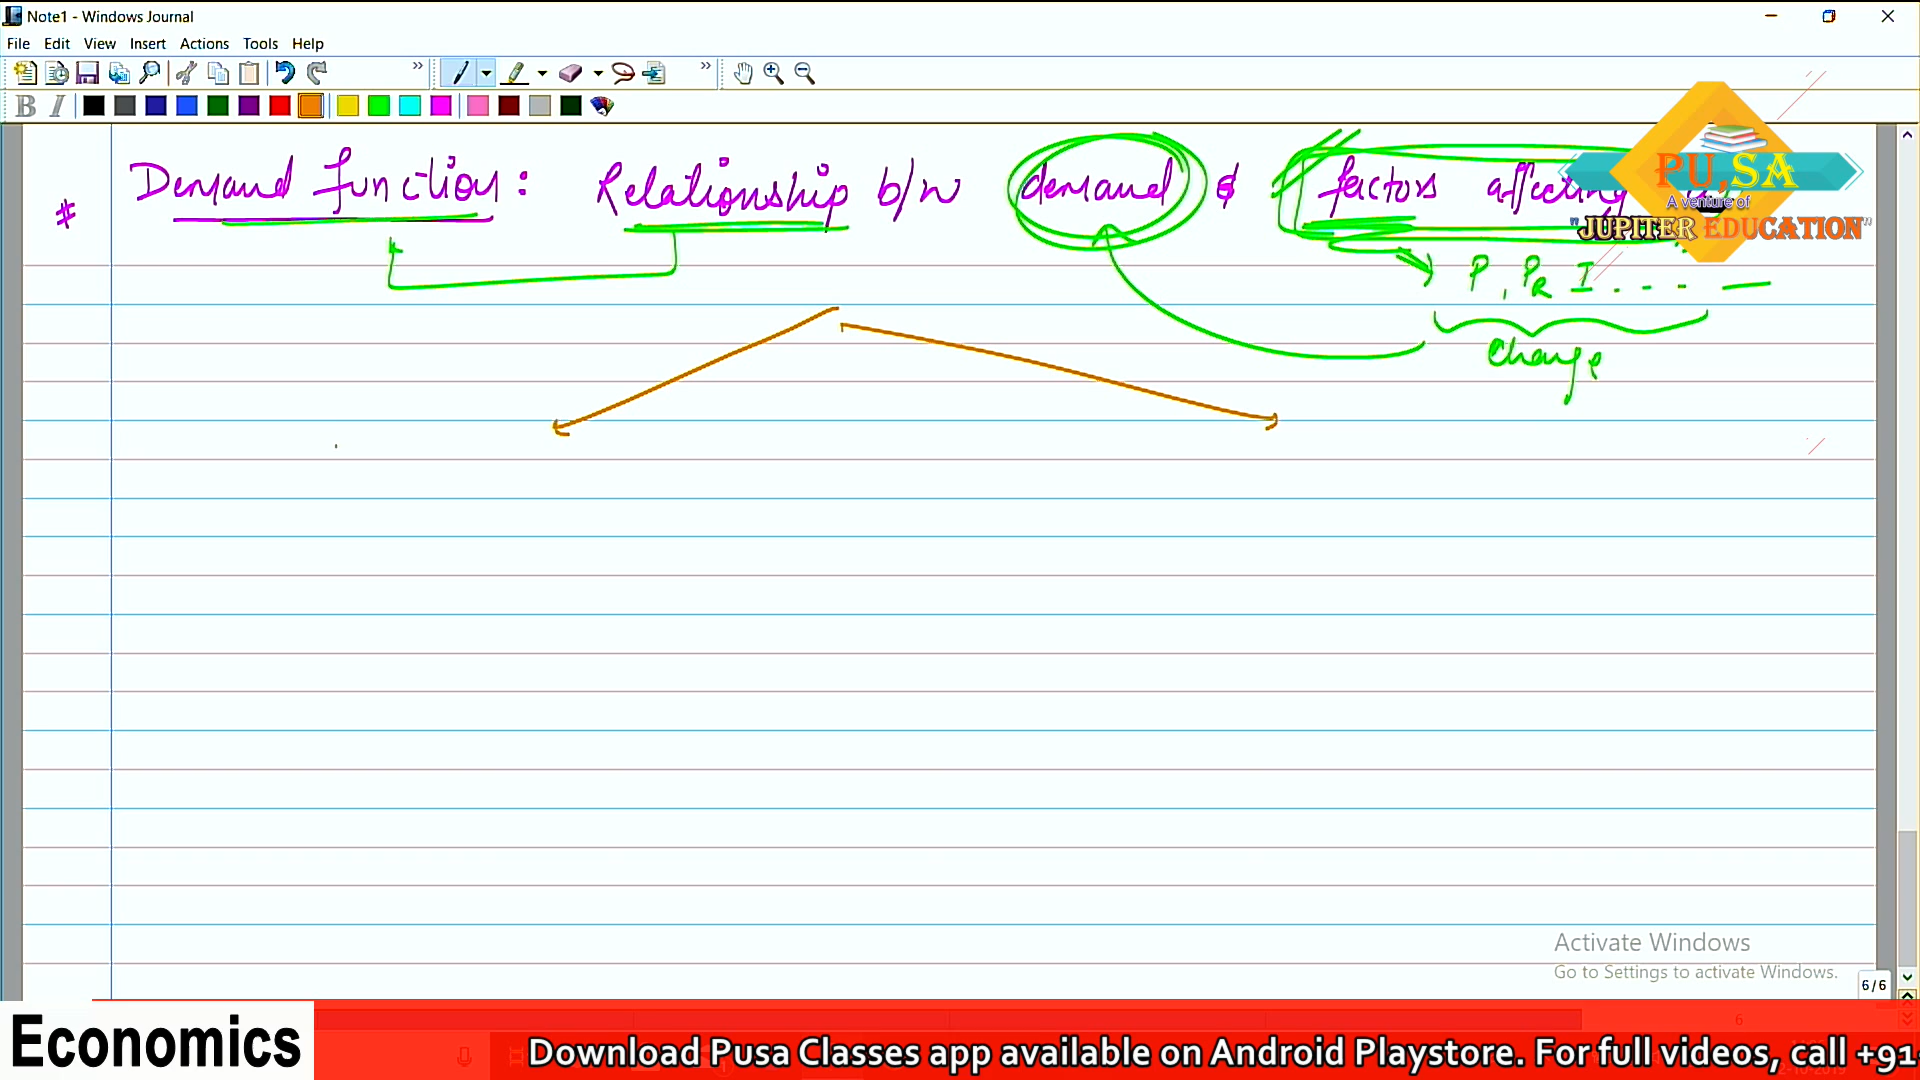 Note1 - Windows Journal
File Edit View Insert Actions Tools Help
B I
* Demand function: Relationship b/w demand & factors affecting
PU,SA
A venture of
"JUPITER EDUCATION"
P, PR I ... —
Change
Activate Windows
Go to Settings to activate Windows.
6 / 6
Economics
Download Pusa Classes app available on Android Playstore. For full videos, call +91